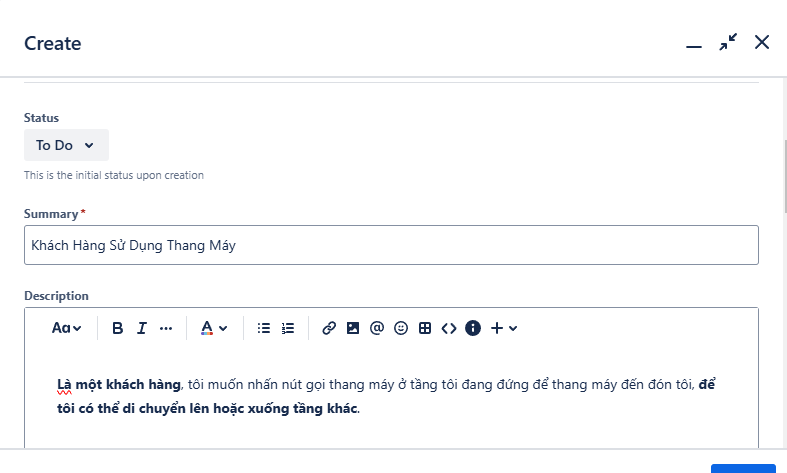 Create
Status
To Do
This is the initial status upon creation
Summary*
Khách Hàng Sử Dụng Thang Máy
Description
Aa B I ... A @ <> i +
Là một khách hàng, tôi muốn nhấn nút gọi thang máy ở tầng tôi đang đứng để thang máy đến đón tôi, để
tôi có thể di chuyển lên hoặc xuống tầng khác.